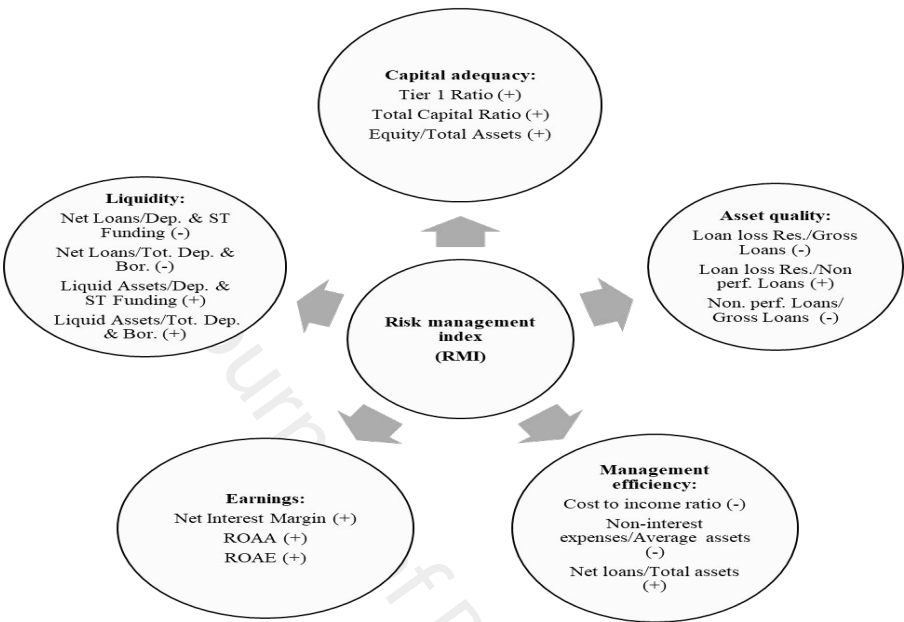 Capital adequacy:
Tier 1 Ratio (+)
Total Capital Ratio (+)
Equity/Total Assets (+)
Liquidity:
Net Loans/Dep. & ST
Funding (-)
Net Loans/Tot. Dep. &
Bor. (-)
Liquid Assets/Dep. &
ST Funding (+)
Liquid Assets/Tot. Dep.
& Bor. (+)
Asset quality:
Loan loss Res./Gross
Loans (-)
Loan loss Res./Non
perf. Loans (+)
Non. perf. Loans/
Gross Loans (-)
Risk management
index
(RMI)
Earnings:
Net Interest Margin (+)
ROAA (+)
ROAE (+)
Management
efficiency:
Cost to income ratio (-)
Non-interest
expenses/Average assets
(-)
Net loans/Total assets
(+)